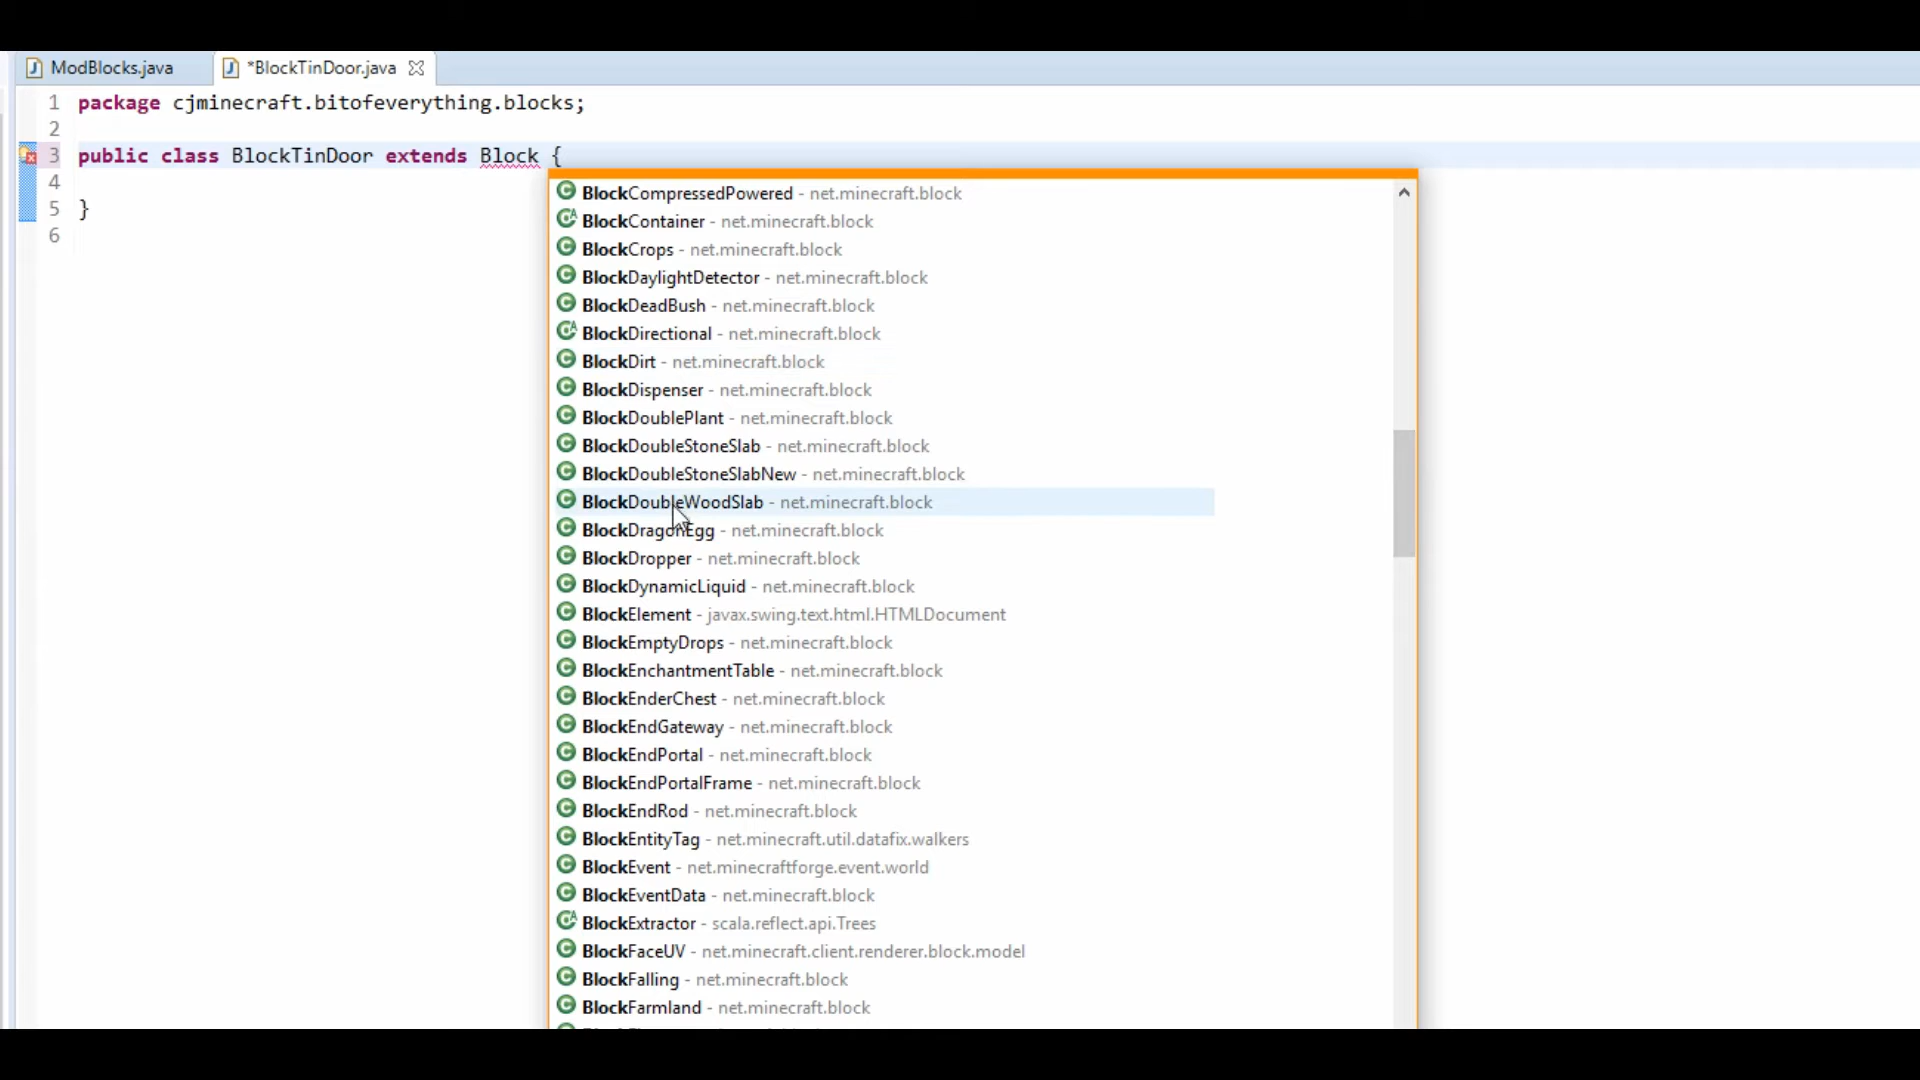 ModBlocks.java
*BlockTinDoor.java
1 package cjminecraft.bitofeverything.blocks;
2
3 public class BlockTinDoor extends Block {
4
5 }
6
BlockCompressedPowered - net.minecraft.block
BlockContainer - net.minecraft.block
BlockCrops - net.minecraft.block
BlockDaylightDetector - net.minecraft.block
BlockDeadBush - net.minecraft.block
BlockDirectional - net.minecraft.block
BlockDirt - net.minecraft.block
BlockDispenser - net.minecraft.block
BlockDoublePlant - net.minecraft.block
BlockDoubleStoneSlab - net.minecraft.block
BlockDoubleStoneSlabNew - net.minecraft.block
BlockDoubleWoodSlab - net.minecraft.block
BlockDragonEgg - net.minecraft.block
BlockDropper - net.minecraft.block
BlockDynamicLiquid - net.minecraft.block
BlockElement - javax.swing.text.html.HTMLDocument
BlockEmptyDrops - net.minecraft.block
BlockEnchantmentTable - net.minecraft.block
BlockEnderChest - net.minecraft.block
BlockEndGateway - net.minecraft.block
BlockEndPortal - net.minecraft.block
BlockEndPortalFrame - net.minecraft.block
BlockEndRod - net.minecraft.block
BlockEntityTag - net.minecraft.util.datafix.walkers
BlockEvent - net.minecraftforge.event.world
BlockEventData - net.minecraft.block
BlockExtractor - scala.reflect.api.Trees
BlockFaceUV - net.minecraft.client.renderer.block.model
BlockFalling - net.minecraft.block
BlockFarmland - net.minecraft.block